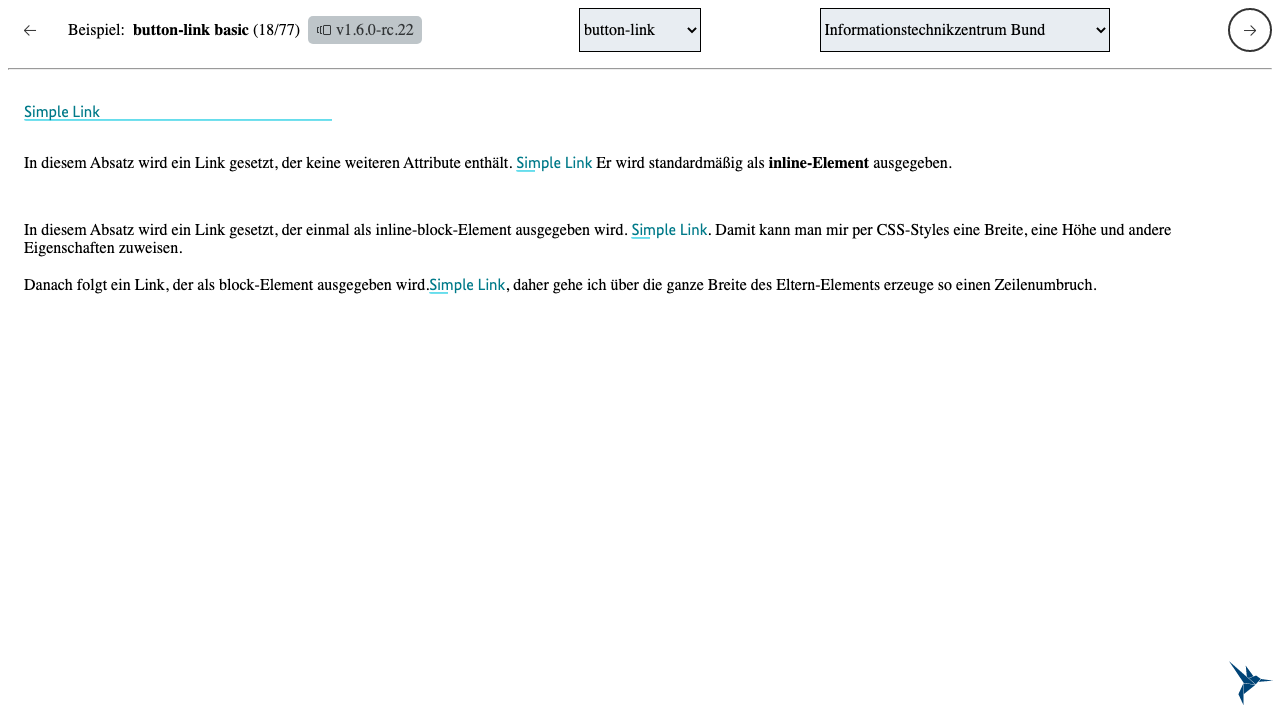 Beispiel: button-link basic (18/77) v1.6.0-rc.22 button-link Informationstechnikzentrum Bund
Simple Link
In diesem Absatz wird ein Link gesetzt, der keine weiteren Attribute enthält. Simple Link Er wird standardmäßig als inline-Element ausgegeben.
In diesem Absatz wird ein Link gesetzt, der einmal als inline-block-Element ausgegeben wird. Simple Link. Damit kann man mir per CSS-Styles eine Breite, eine Höhe und andere
Eigenschaften zuweisen.
Danach folgt ein Link, der als block-Element ausgegeben wird.Simple Link, daher gehe ich über die ganze Breite des Eltern-Elements erzeuge so einen Zeilenumbruch.